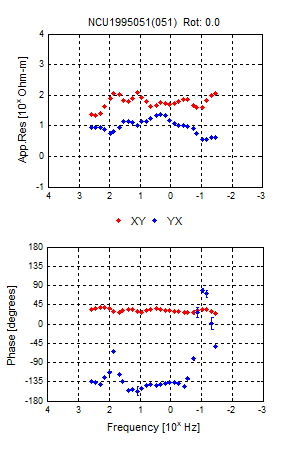 NCU1995051(051) Rot: 0.0
App.Res [10^x Ohm-m]
4
3
2
1
0
-1
4 3 2 1 0 -1 -2 -3
XY YX
Phase [degrees]
180
135
90
45
0
-45
-90
-135
-180
4 3 2 1 0 -1 -2 -3
Frequency [10^x Hz]